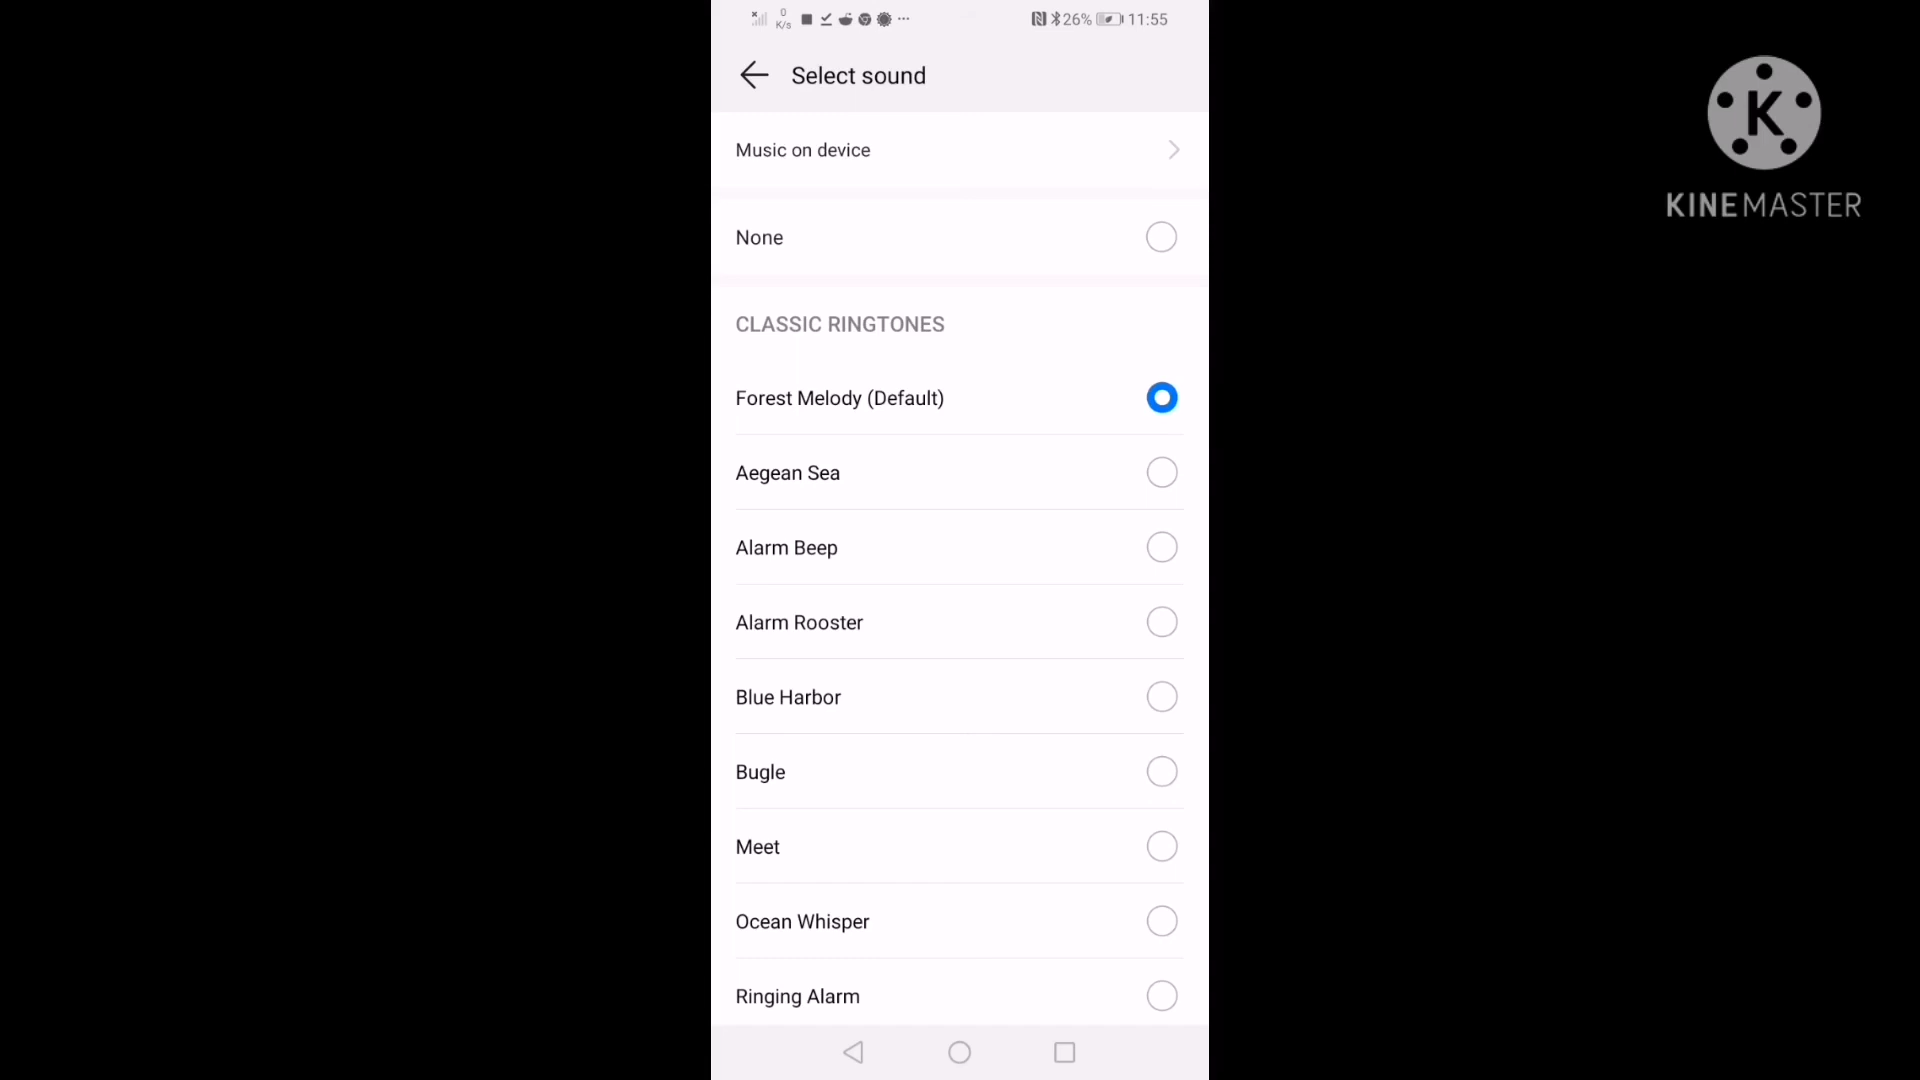 0
K/s
26%
11:55
Select sound
Music on device
None
CLASSIC RINGTONES
Forest Melody (Default)
Aegean Sea
Alarm Beep
Alarm Rooster
Blue Harbor
Bugle
Meet
Ocean Whisper
Ringing Alarm
K
KINEMASTER